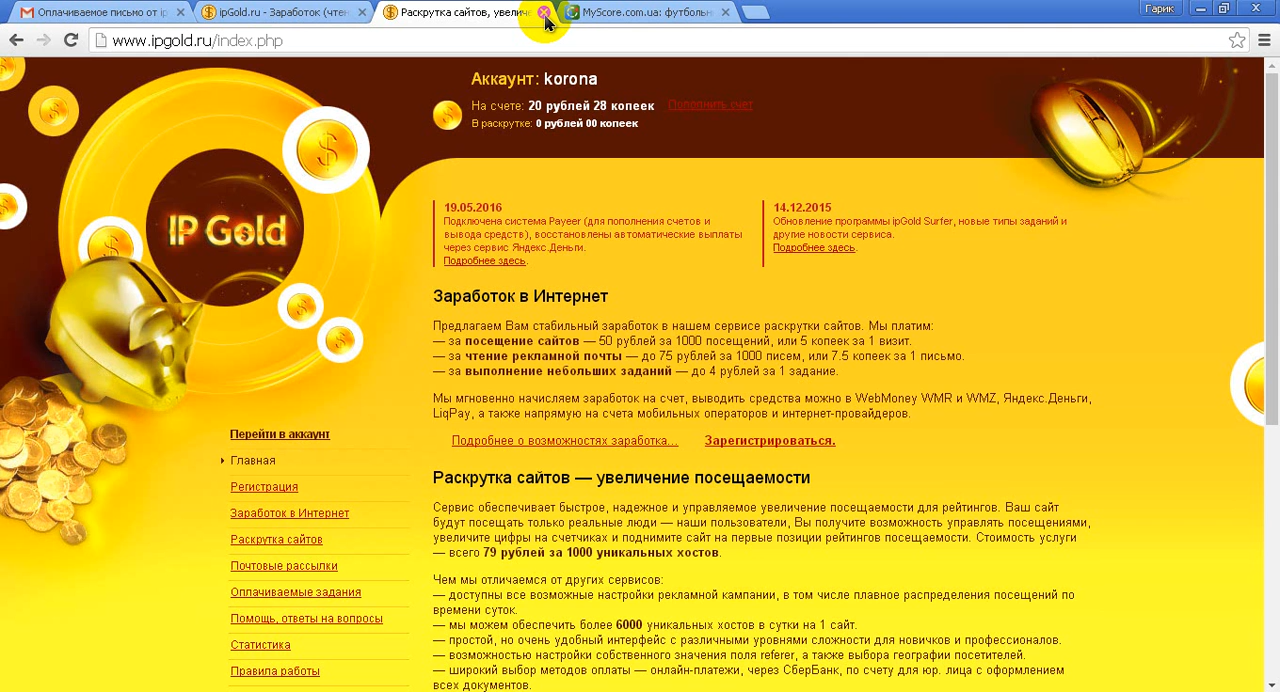 Оплачиваемое письмо от ip
ipGold.ru - Заработок (чтен
Раскрутка сайтов, увелич
MyScore.com.ua: футбольн
Гарик
www.ipgold.ru/index.php
Аккаунт: korona
На счете: 20 рублей 28 копеек
Пополнить счет
В раскрутке: 0 рублей 00 копеек
IP Gold
19.05.2016
Подключена система Payeer (для пополнения счетов и
вывода средств), восстановлены автоматические выплаты
через сервис Яндекс.Деньги.
Подробнее здесь.
14.12.2015
Обновление программы ipGold Surfer, новые типы заданий и
другие новости сервиса.
Подробнее здесь.
Заработок в Интернет
Предлагаем Вам стабильный заработок в нашем сервисе раскрутки сайтов. Мы платим:
— за посещение сайтов — 50 рублей за 1000 посещений, или 5 копеек за 1 визит.
— за чтение рекламной почты — до 75 рублей за 1000 писем, или 7.5 копеек за 1 письмо.
— за выполнение небольших заданий — до 4 рублей за 1 задание.
Мы мгновенно начисляем заработок на счет, выводить средства можно в WebMoney WMR и WMZ, Яндекс.Деньги,
LiqPay, а также напрямую на счета мобильных операторов и интернет-провайдеров.
Подробнее о возможностях заработка... Зарегистрироваться.
Перейти в аккаунт
Главная
Регистрация
Заработок в Интернет
Раскрутка сайтов
Почтовые рассылки
Оплачиваемые задания
Помощь, ответы на вопросы
Статистика
Правила работы
Раскрутка сайтов — увеличение посещаемости
Сервис обеспечивает быстрое, надежное и управляемое увеличение посещаемости для рейтингов. Ваш сайт
будут посещать только реальные люди — наши пользователи, Вы получите возможность управлять посещениями,
увеличите цифры на счетчиках и поднимите сайт на первые позиции рейтингов посещаемости. Стоимость услуги
— всего 79 рублей за 1000 уникальных хостов.
Чем мы отличаемся от других сервисов:
— доступны все возможные настройки рекламной кампании, в том числе плавное распределения посещений по
времени суток.
— мы можем обеспечить более 6000 уникальных хостов в сутки на 1 сайт.
— простой, но очень удобный интерфейс с различными уровнями сложности для новичков и профессионалов.
— возможностью настройки собственного значения поля referer, а также выбора географии посетителей.
— широкий выбор методов оплаты — онлайн-платежи, через СберБанк, по счету для юр. лица с оформлением
всех документов.